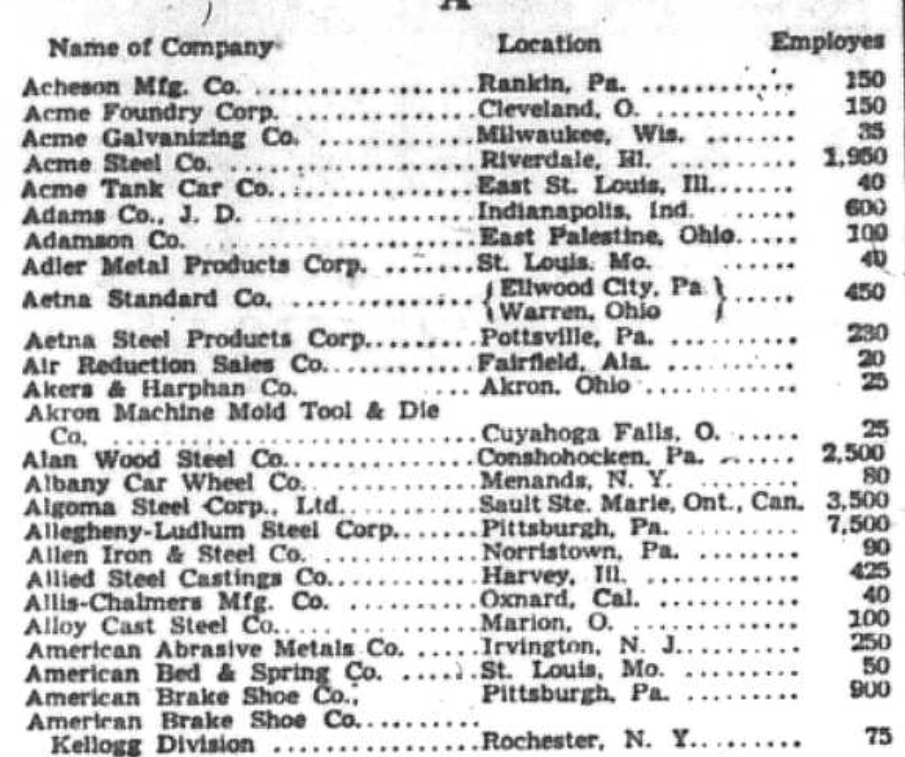 A
Name of Company Location Employes
Acheson Mfg. Co. .................. Rankin, Pa. ............. 150
Acme Foundry Corp. .............. Cleveland, O. ............ 150
Acme Galvanizing Co. ............ Milwaukee, Wis. ....... 35
Acme Steel Co. .................... Riverdale, Ill. .......... 1,950
Acme Tank Car Co. ............... East St. Louis, Ill....... 40
Adams Co., J. D. .................. Indianapolis, Ind. ...... 600
Adamson Co. ...................... East Palestine, Ohio..... 100
Adler Metal Products Corp. ....... St. Louis, Mo. ...... 40
Aetna Standard Co. .............. { Ellwood City, Pa. } ..... 450
{ Warren, Ohio }
Aetna Steel Products Corp......... Pottsville, Pa. .......... 230
Air Reduction Sales Co. ........... Fairfield, Ala. .......... 20
Akers & Harphan Co. .... Akron, Ohio ............ 25
Akron Machine Mold Tool & Die
Co. ............................ Cuyahoga Falls, O. ...... 25
Alan Wood Steel Co............... Conshohocken, Pa. ...... 2,500
Albany Car Wheel Co. ............ Menands, N. Y. ........ 80
Algoma Steel Corp., Ltd........... Sault Ste. Marie, Ont., Can. 3,500
Allegheny-Ludlum Steel Corp...... Pittsburgh, Pa. ......... 7,500
Allen Iron & Steel Co. ............ Norristown, Pa. ........ 90
Allied Steel Castings Co........... Harvey, Ill. ............ 425
Allis-Chalmers Mfg. Co. .......... Oxnard, Cal. ........... 40
Alloy Cast Steel Co. .............. Marion, O. ............. 100
American Abrasive Metals Co. ..... Irvington, N. J.......... 250
American Bed & Spring Co. ...... St. Louis, Mo. ......... 50
American Brake Shoe Co., Pittsburgh, Pa. ......... 900
American Brake Shoe Co..........
Kellogg Division ................ Rochester, N. Y......... 75